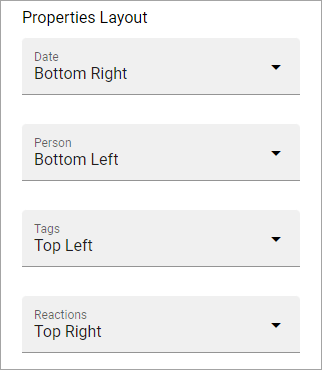 Properties Layout
Date
Bottom Right
Person
Bottom Left
Tags
Top Left
Reactions
Top Right